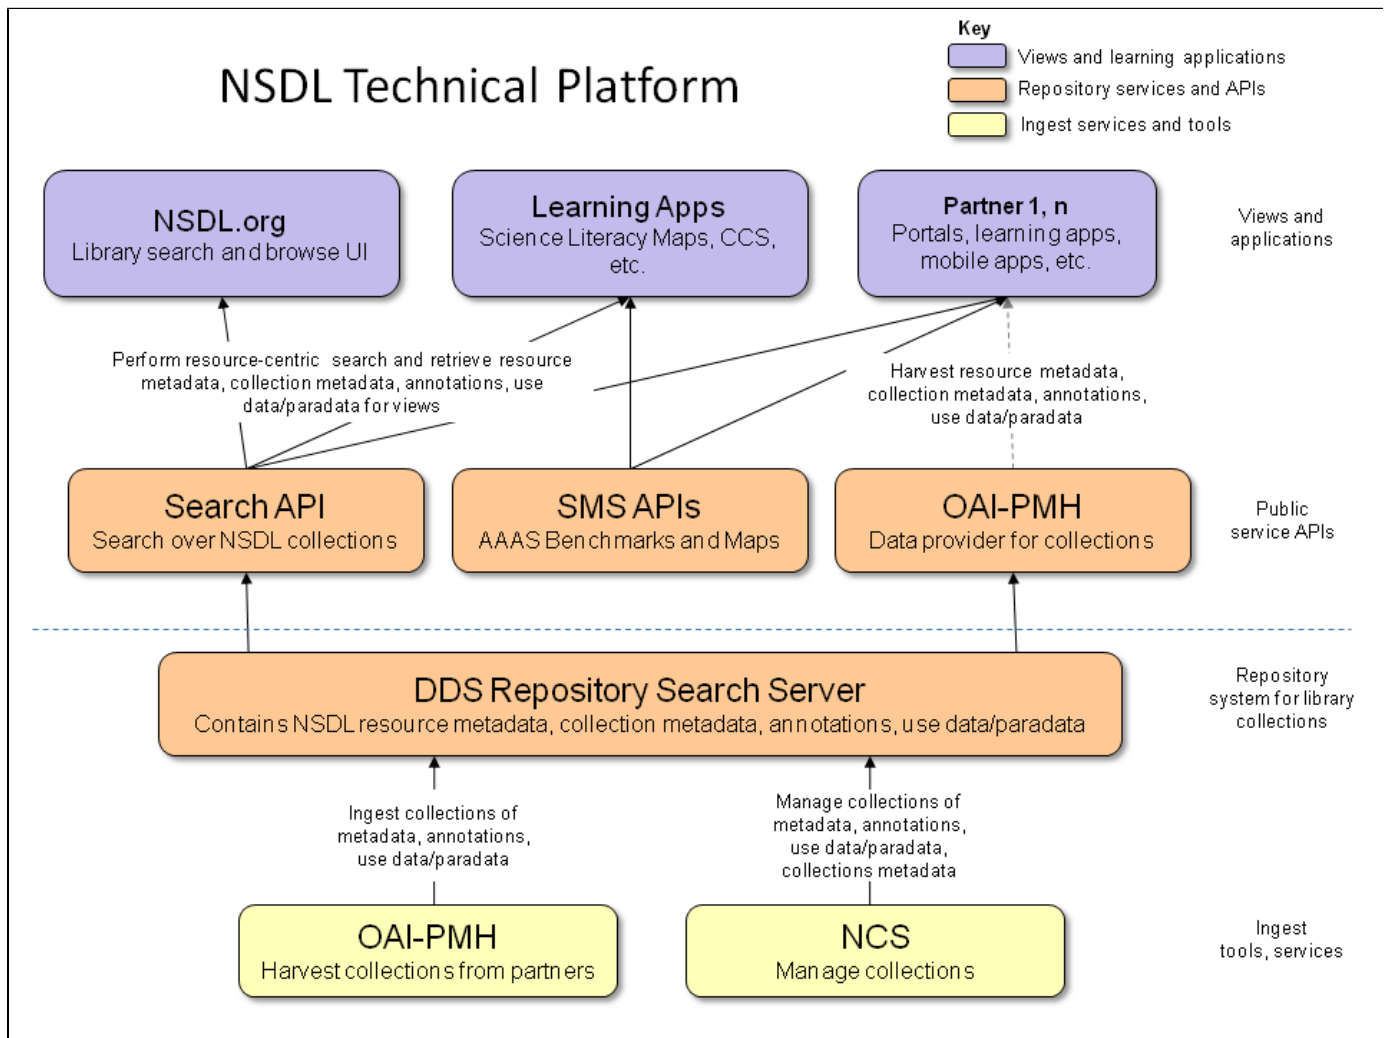 NSDL Technical Platform
Key
Views and learning applications
Repository services and APIs
Ingest services and tools
NSDL.org
Library search and browse UI
Learning Apps
Science Literacy Maps, CCS,
etc.
Partner 1, n
Portals, learning apps,
mobile apps, etc.
Views and
applications
Perform resource-centric search and retrieve resource
metadata, collection metadata, annotations, use
data/paradata for views
Harvest resource metadata,
collection metadata, annotations,
use data/paradata
Search API
Search over NSDL collections
SMS APIs
AAAS Benchmarks and Maps
OAI-PMH
Data provider for collections
Public
service APIs
DDS Repository Search Server
Contains NSDL resource metadata, collection metadata, annotations, use data/paradata
Repository
system for library
collections
Ingest collections of
metadata, annotations,
use data/paradata
Manage collections of
metadata, annotations,
use data/paradata,
collections metadata
OAI-PMH
Harvest collections from partners
NCS
Manage collections
Ingest
tools, services